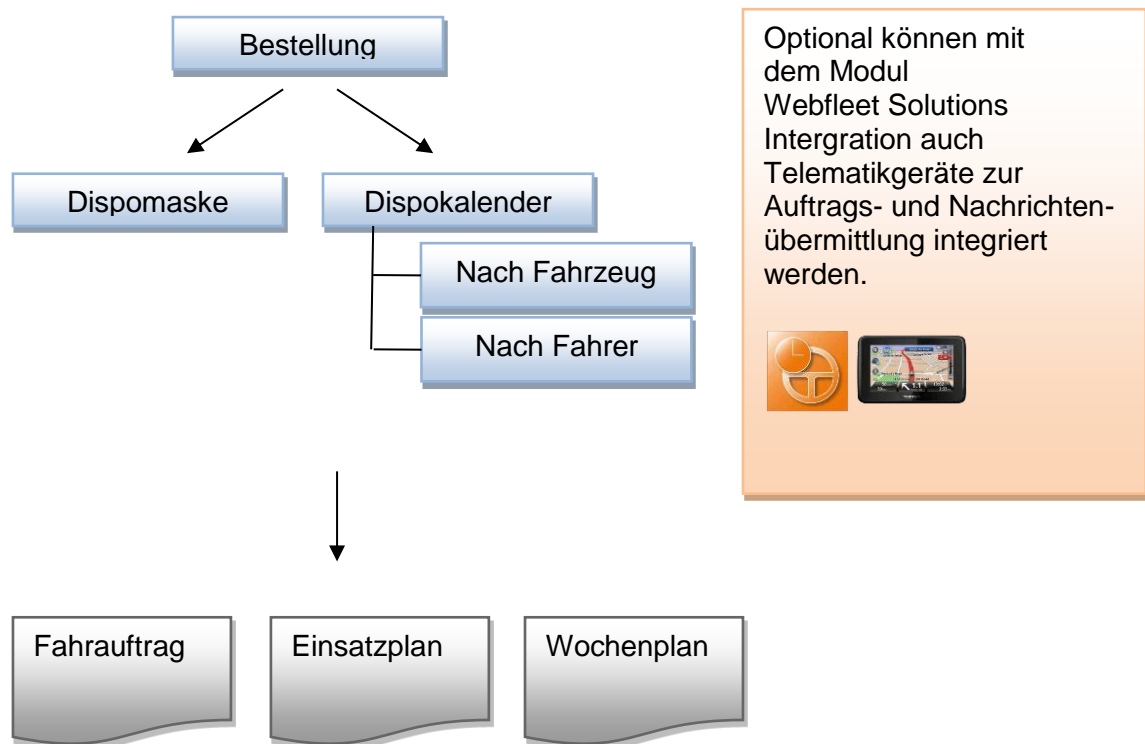 Bestellung
Dispomaske
Dispokalender
Nach Fahrzeug
Nach Fahrer
Fahrauftrag
Einsatzplan
Wochenplan
Optional können mit
dem Modul
Webfleet Solutions
Intergration auch
Telematikgeräte zur
Auftrags- und Nachrichten-
übermittlung integriert
werden.